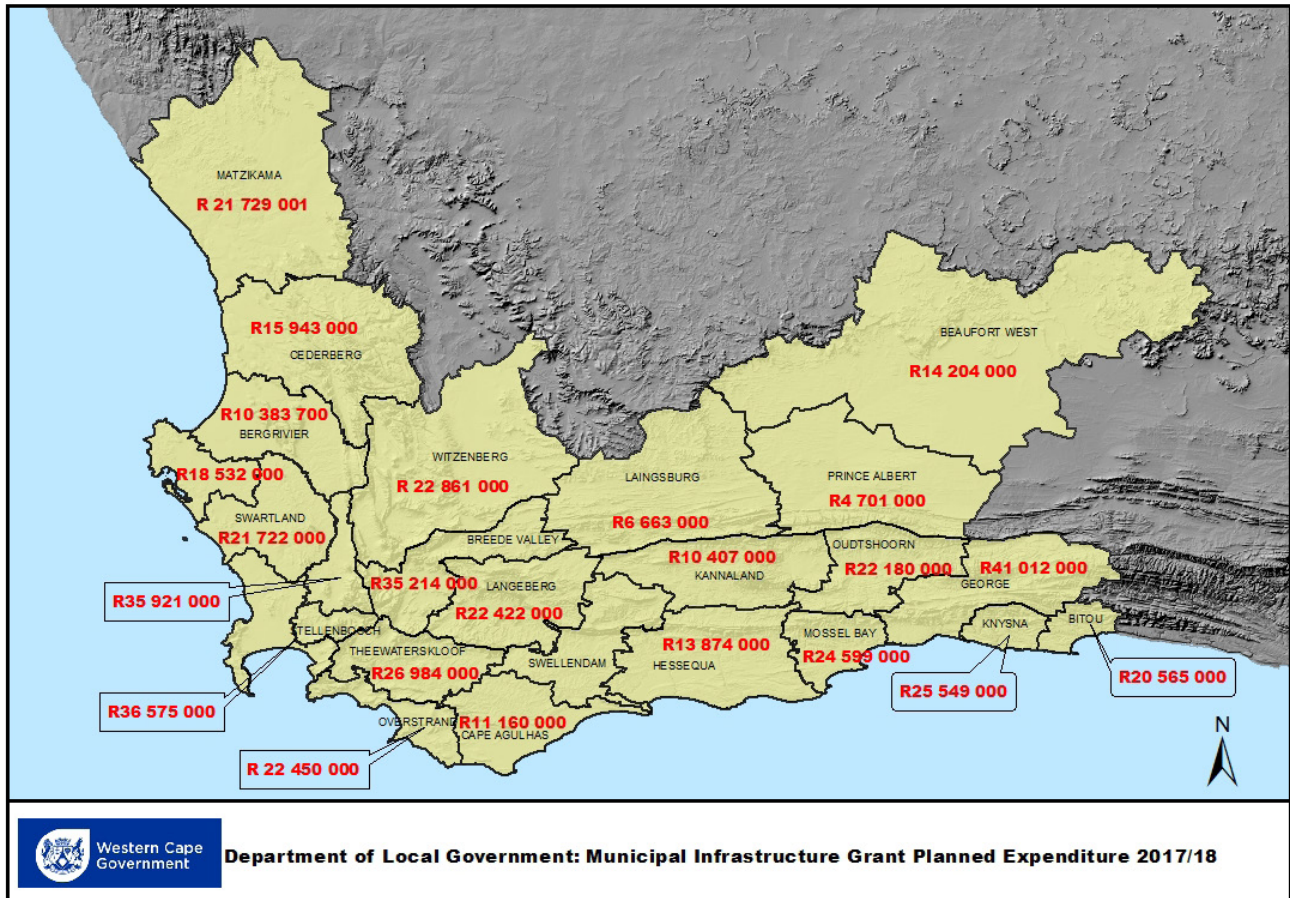 MATZIKAMA
R 21 729 001
R15 943 000
CEDERBERG
BEAUFORT WEST
R14 204 000
R10 383 700
BERGRIVIER
WITZENBERG
R 22 861 000
LAINGSBURG
R6 663 000
PRINCE ALBERT
R4 701 000
R18 532 000
SWARTLAND
R21 722 000
BREEDE VALLEY
R35 214 000
LANGEBERG
R22 422 000
R10 407 000
KANNALAND
OUDTSHOORN
R22 180 000
R41 012 000
GEORGE
R35 921 000
STELLENBOSCH
THEEWATERSKLOOF
R26 984 000
SWELLENDAM
R13 874 000
HESSEQUA
MOSSEL BAY
R24 599 000
KNYSNA
BITOU
R25 549 000
R20 565 000
R36 575 000
OVERSTRAND
R11 160 000
CAPE AGULHAS
R 22 450 000
N
Western Cape
Government
Department of Local Government: Municipal Infrastructure Grant Planned Expenditure 2017/18